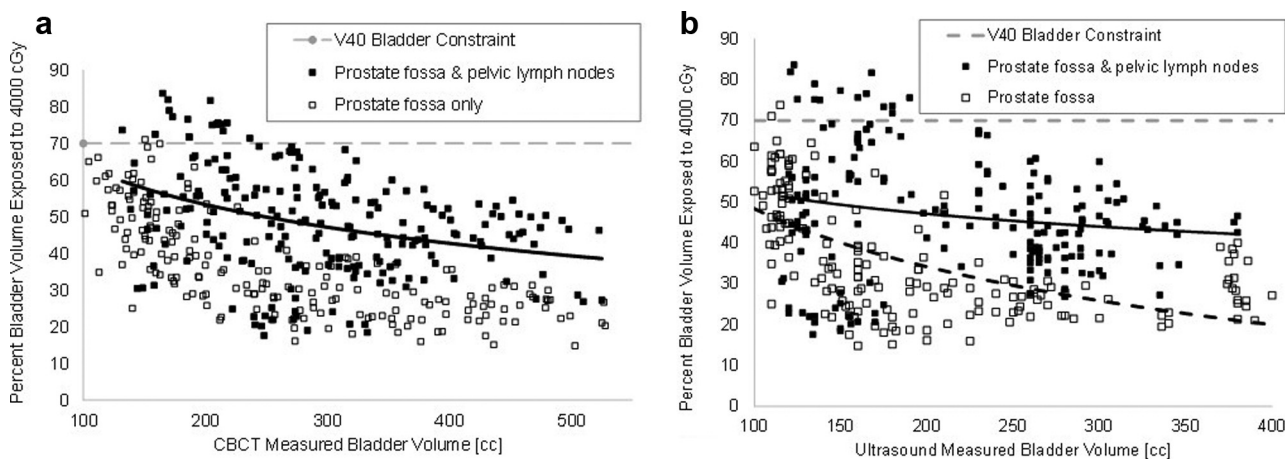 a
V40 Bladder Constraint
Prostate fossa & pelvic lymph nodes
Prostate fossa only
Percent Bladder Volume Exposed to 4000 cGy
90
80
70
60
50
40
30
20
10
0
100 200 300 400 500
CBCT Measured Bladder Volume [cc]
b
V40 Bladder Constraint
Prostate fossa & pelvic lymph nodes
Prostate fossa
Percent Bladder Volume Exposed to 4000 cGy
90
80
70
60
50
40
30
20
10
0
100 150 200 250 300 350 400
Ultrasound Measured Bladder Volume [cc]